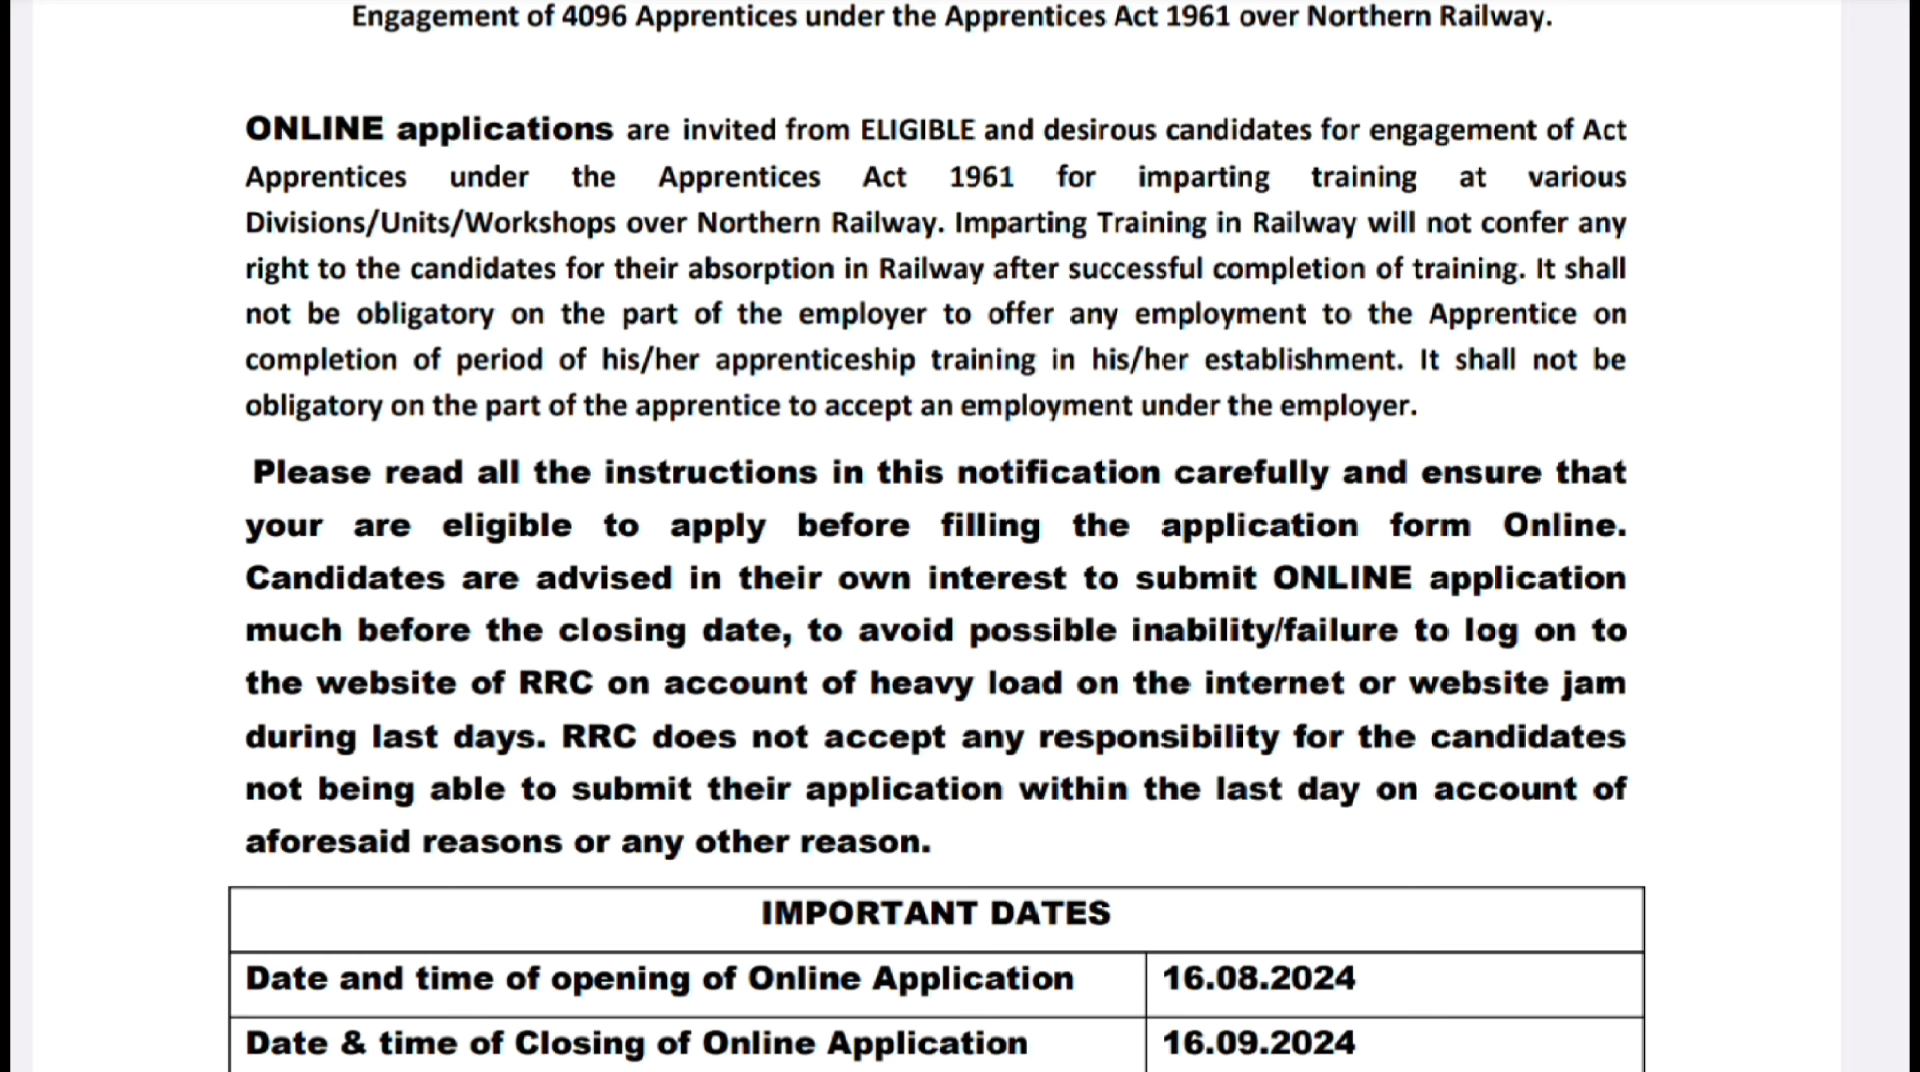 Engagement of 4096 Apprentices under the Apprentices Act 1961 over Northern Railway.
ONLINE applications are invited from ELIGIBLE and desirous candidates for engagement of Act
Apprentices under the Apprentices Act 1961 for imparting training at various
Divisions/Units/Workshops over Northern Railway. Imparting Training in Railway will not confer any
right to the candidates for their absorption in Railway after successful completion of training. It shall
not be obligatory on the part of the employer to offer any employment to the Apprentice on
completion of period of his/her apprenticeship training in his/her establishment. It shall not be
obligatory on the part of the apprentice to accept an employment under the employer.
Please read all the instructions in this notification carefully and ensure that
your are eligible to apply before filling the application form Online.
Candidates are advised in their own interest to submit ONLINE application
much before the closing date, to avoid possible inability/failure to log on to
the website of RRC on account of heavy load on the internet or website jam
during last days. RRC does not accept any responsibility for the candidates
not being able to submit their application within the last day on account of
aforesaid reasons or any other reason.
IMPORTANT DATES
Date and time of opening of Online Application 16.08.2024
Date & time of Closing of Online Application 16.09.2024